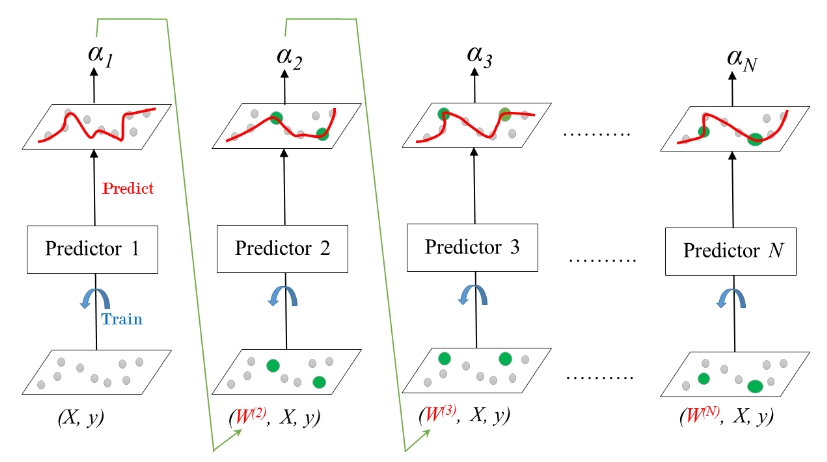 α1 α2 α3 αN
..........
Predict
Predictor 1 Predictor 2 Predictor 3 .......... Predictor N
Train
..........
(X, y) (W(2), X, y) (W(3), X, y) (W(N), X, y)